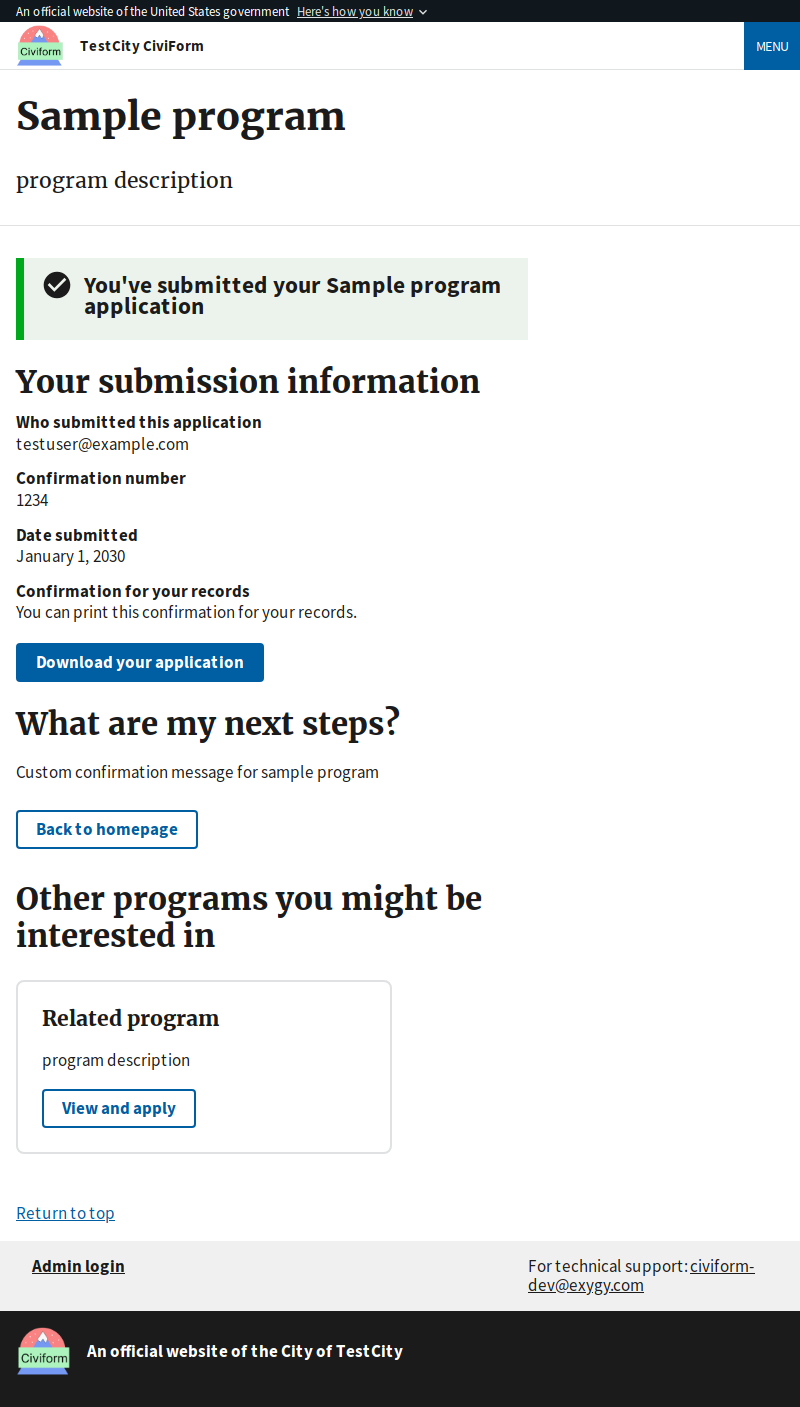 An official website of the United States government Here's how you know
Civiform
TestCity CiviForm
MENU
Sample program
program description
You've submitted your Sample program
application
Your submission information
Who submitted this application
testuser@example.com
Confirmation number
1234
Date submitted
January 1, 2030
Confirmation for your records
You can print this confirmation for your records.
Download your application
What are my next steps?
Custom confirmation message for sample program
Back to homepage
Other programs you might be
interested in
Related program
program description
View and apply
Return to top
Admin login
For technical support: civiform-
dev@exygy.com
Civiform
An official website of the City of TestCity